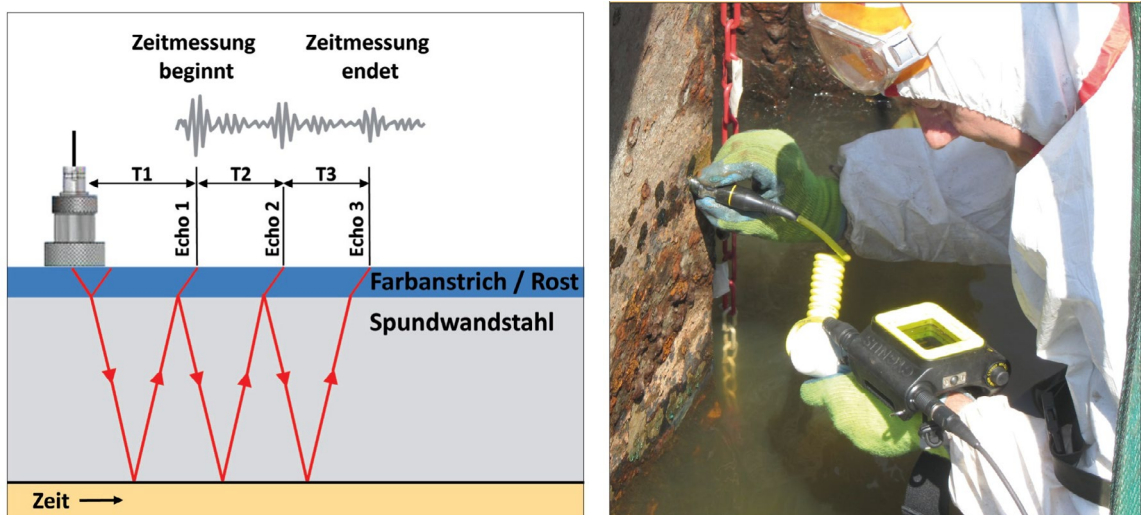 Zeitmessung
beginnt
Zeitmessung
endet
T1
T2
T3
Echo 1
Echo 2
Echo 3
Farbanstrich / Rost
Spundwandstahl
Zeit